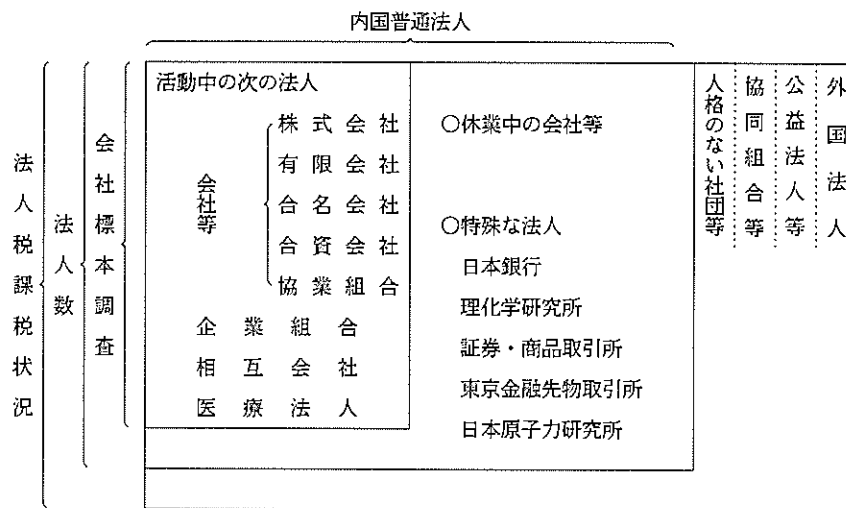 内国普通法人
法人税課税状況
法人数
会社標本調査
活動中の次の法人
会社等
株式会社
有限会社
合名会社
合資会社
協業組合
企業組合
相互会社
医療法人
○休業中の会社等
○特殊な法人
日本銀行
理化学研究所
証券・商品取引所
東京金融先物取引所
日本原子力研究所
人格のない社団等
協同組合等
公益法人等
外国法人